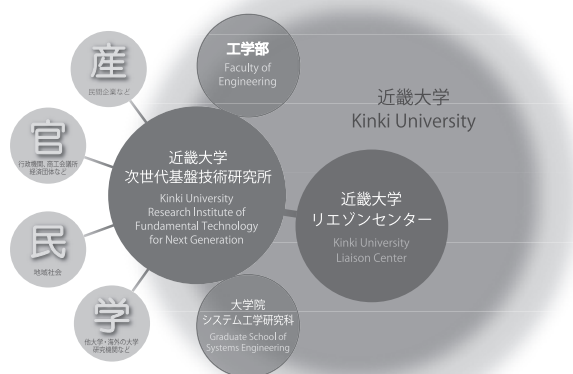 工学部
Faculty of
Engineering
産
民間企業など
近畿大学
Kinki University
官
行政機関、商工会議所
経済団体など
近畿大学
次世代基盤技術研究所
Kinki University
Research Institute of
Fundamental Technology
for Next Generation
近畿大学
リエゾンセンター
Kinki University
Liaison Center
民
地域社会
学
他大学・海外の大学
研究機関など
大学院
システム工学研究科
Graduate School of
Systems Engineering